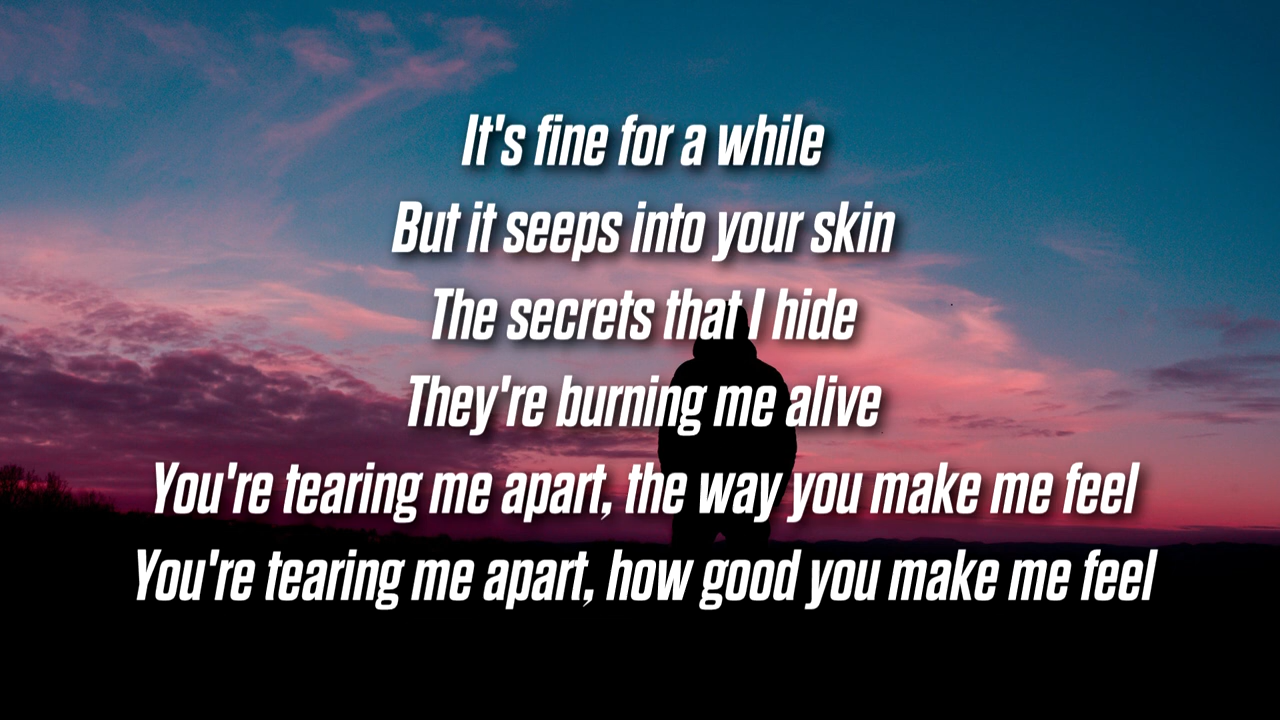 It's fine for a while
But it seeps into your skin
The secrets that I hide
They're burning me alive
You're tearing me apart, the way you make me feel
You're tearing me apart, how good you make me feel